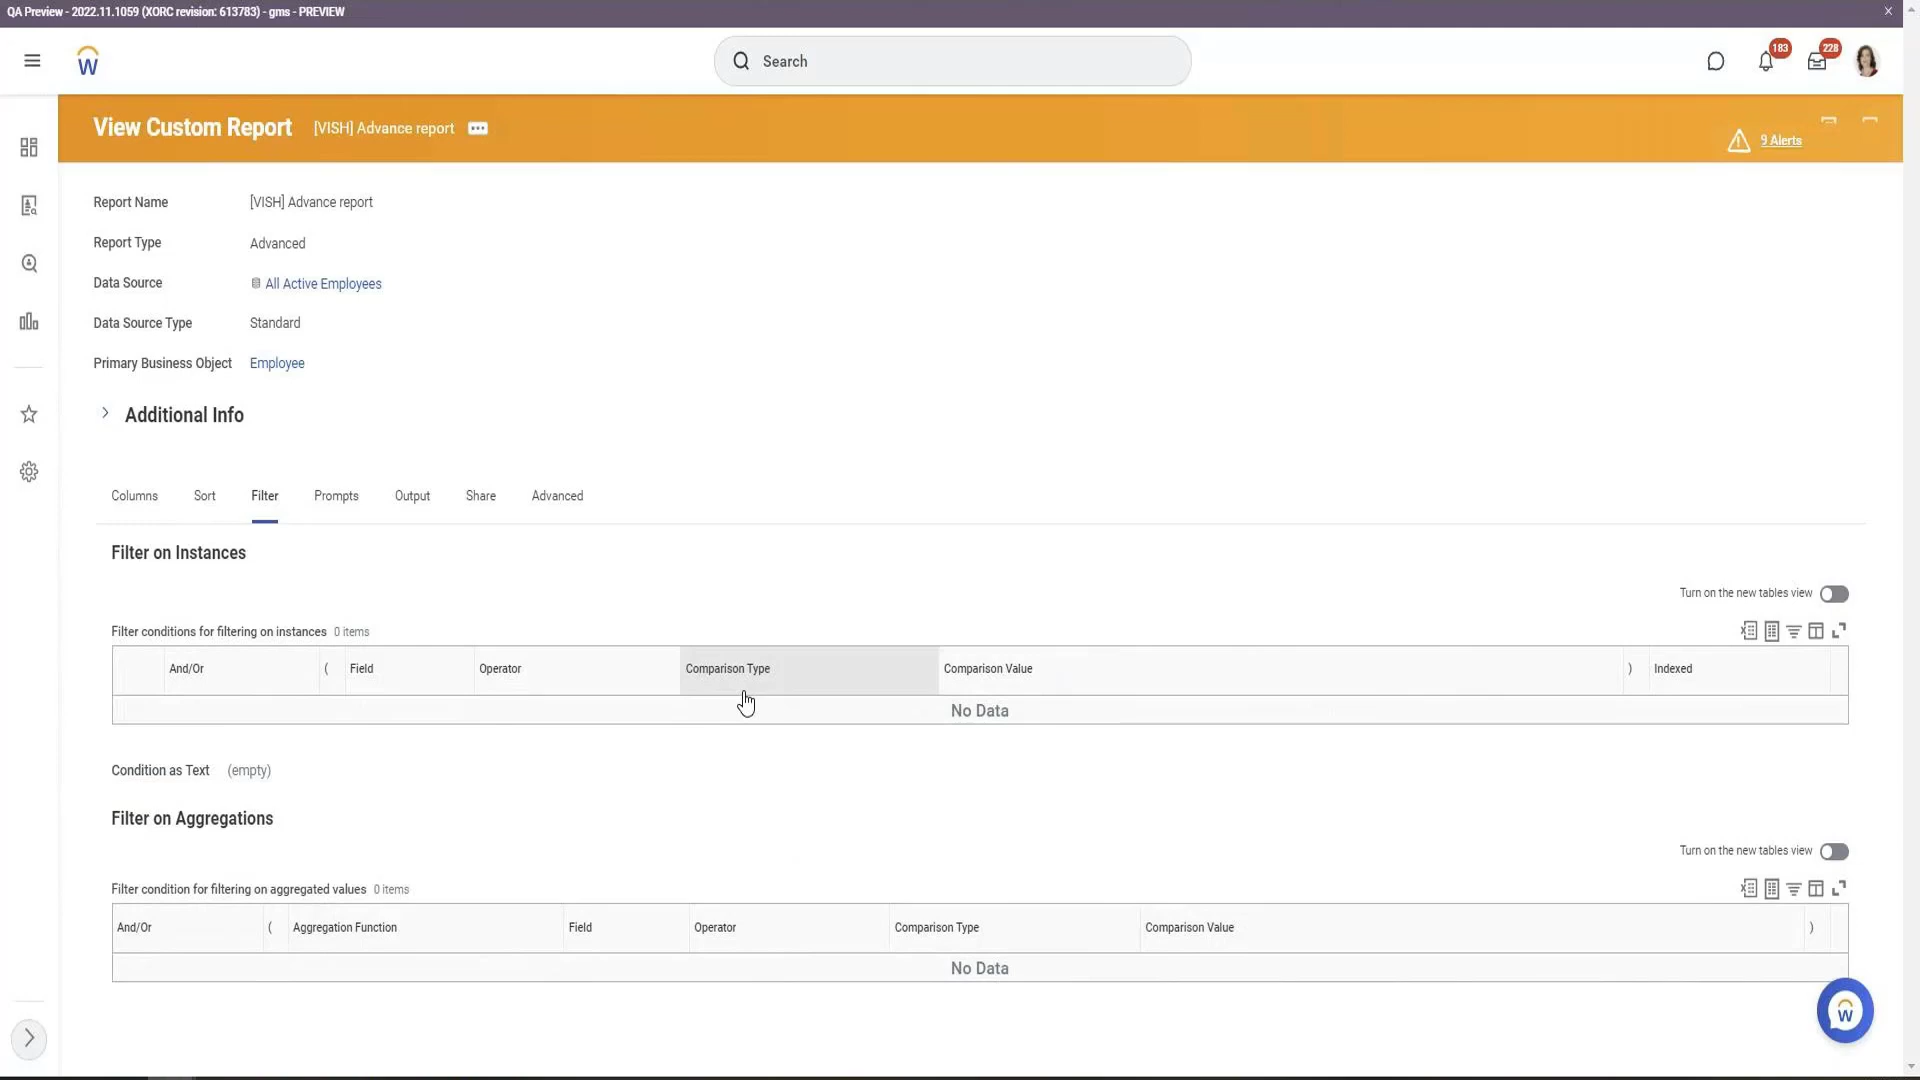 QA Preview - 2022.11.1059 (XORC revision: 613783) - gms - PREVIEW
Search
183
228
View Custom Report [VISH] Advance report
9 Alerts
Report Name [VISH] Advance report
Report Type Advanced
Data Source All Active Employees
Data Source Type Standard
Primary Business Object Employee
Additional Info
Columns Sort Filter Prompts Output Share Advanced
Filter on Instances
Turn on the new tables view
Filter conditions for filtering on instances 0 items
And/Or ( Field Operator Comparison Type Comparison Value ) Indexed
No Data
Condition as Text (empty)
Filter on Aggregations
Turn on the new tables view
Filter condition for filtering on aggregated values 0 items
And/Or ( Aggregation Function Field Operator Comparison Type Comparison Value )
No Data